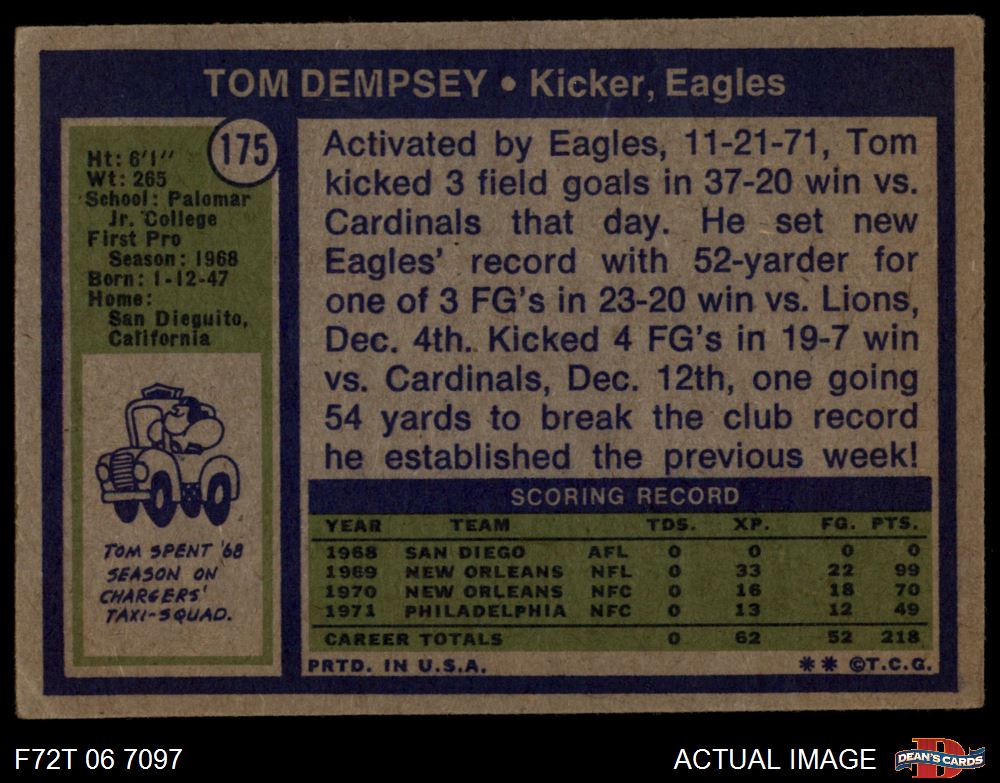 TOM DEMPSEY • Kicker, Eagles
175
Ht: 6'1"
Wt: 265
School: Palomar
Jr. College
First Pro
Season: 1968
Born: 1-12-47
Home:
San Dieguito,
California
TOM SPENT '68
SEASON ON
CHARGERS'
TAXI-SQUAD.
Activated by Eagles, 11-21-71, Tom
kicked 3 field goals in 37-20 win vs.
Cardinals that day. He set new
Eagles' record with 52-yarder for
one of 3 FG's in 23-20 win vs. Lions,
Dec. 4th. Kicked 4 FG's in 19-7 win
vs. Cardinals, Dec. 12th, one going
54 yards to break the club record
he established the previous week!
SCORING RECORD
YEAR TEAM TDS. XP. FG. PTS.
1968 SAN DIEGO AFL 0 0 0 0
1969 NEW ORLEANS NFL 0 33 22 99
1970 NEW ORLEANS NFC 0 16 18 70
1971 PHILADELPHIA NFC 0 13 12 49
CAREER TOTALS 0 62 52 218
PRTD. IN U.S.A. ** ©T.C.G.
F72T 06 7097
ACTUAL IMAGE
D
DEAN'S CARDS